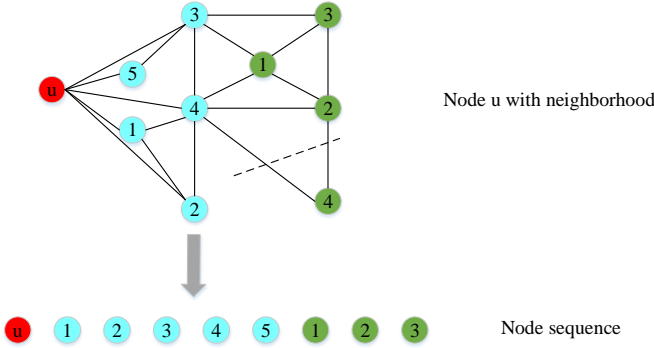 3 3
1
5
u
4 2
Node u with neighborhood
1
2 4
u 1 2 3 4 5 1 2 3
Node sequence